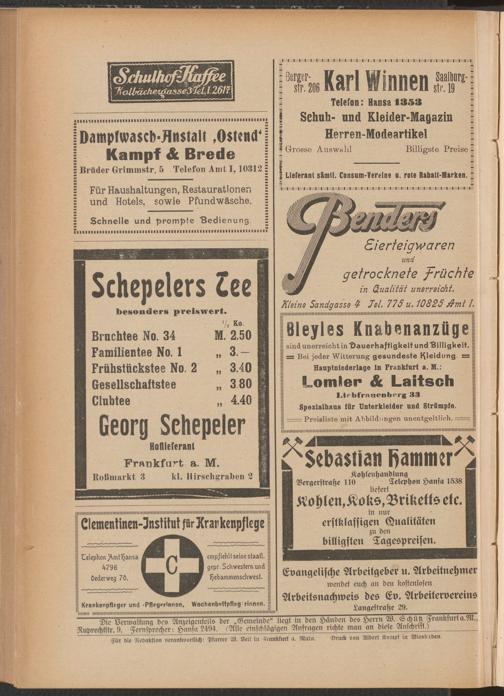 Schulhof-Kaffee
Kolbächergasse 3 Tel. I. 2617
Dampfwasch-Anstalt ‚Ostend‘
Kampf & Brede
Brüder Grimmstr. 5 Telefon Amt I, 10312
Für Haushaltungen, Restaurationen
und Hotels, sowie Pfundwäsche.
Schnelle und prompte Bedienung.
Schepelers Tee
besonders preiswert.
½ Ko.
Bruchtee No. 34 M. 2.50
Familientee No. 1 „ 3.—
Frühstückstee No. 2 „ 3.40
Gesellschaftstee „ 3.80
Clubtee „ 4.40
Georg Schepeler
Hoflieferant
Frankfurt a. M.
Roßmarkt 3 kl. Hirschgraben 2
Clementinen-Institut für Krankenpflege
Telephon Amt Hansa
4796
Oederweg 70.
C
empfiehlt seine staatl.
gepr. Schwestern und
Hebammenschwest.
Krankenpfleger und -Pflegerinnen, Wochenbettpflegerinnen.
Berger-
str. 206
Karl Winnen
Saalburg-
str. 19
Telefon: Hansa 1353
Schuh- und Kleider-Magazin
Herren-Modeartikel
Grosse Auswahl Billigste Preise
Lieferant sämtl. Consum-Vereine u. rote Rabatt-Marken.
Benders
Eierteigwaren
und
getrocknete Früchte
in Qualität unerreicht.
Kleine Sandgasse 4 Tel. 775 u. 10825 Amt I.
Bleyles Knabenanzüge
sind unerreicht in Dauerhaftigkeit und Billigkeit.
Bei jeder Witterung gesundeste Kleidung.
Hauptniederlage in Frankfurt a. M.:
Lomler & Laitsch
Liebfrauenberg 33
Spezialhaus für Unterkleider und Strümpfe.
Preisliste mit Abbildungen unentgeltlich.
Sebastian Hammer
Kohlenhandlung
Bergerstraße 110 Telephon Hansa 1538
liefert
Kohlen, Koks, Briketts etc.
in nur
erstklassigen Qualitäten
zu den
billigsten Tagespreisen.
Evangelische Arbeitgeber u. Arbeitnehmer
wendet euch an den kostenlosen
Arbeitsnachweis des Ev. Arbeitervereins
Langestraße 29.
Die Verwaltung des Anzeigenteils der „Gemeinde“ liegt in den Händen des Herrn W. Schütz Frankfurt a.M.,
Rupprechtstr. 9, Fernsprecher: Hansa 2494. (Alle einschlägigen Anfragen richte man an diese Anschrift.)
Für die Redaktion verantwortlich: Pfarrer W. Veit in Frankfurt a. Main. Druck von Albert in Wiesbaden.